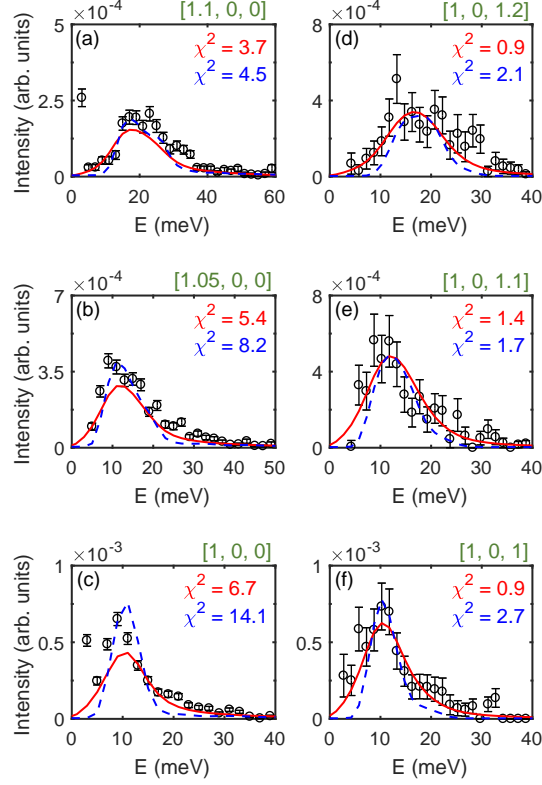 ×10⁻⁴ [1.1, 0, 0]
(a)
χ² = 3.7
χ² = 4.5
5
2.5
0
0 20 40 60
E (meV)
Intensity (arb. units)
×10⁻⁴ [1, 0, 1.2]
(d)
χ² = 0.9
χ² = 2.1
8
4
0
0 10 20 30 40
E (meV)
×10⁻⁴ [1.05, 0, 0]
(b)
χ² = 5.4
χ² = 8.2
7
3.5
0
0 10 20 30 40 50
E (meV)
Intensity (arb. units)
×10⁻⁴ [1, 0, 1.1]
(e)
χ² = 1.4
χ² = 1.7
8
4
0
0 10 20 30 40
E (meV)
×10⁻³ [1, 0, 0]
(c)
χ² = 6.7
χ² = 14.1
1
0.5
0
0 10 20 30 40
E (meV)
Intensity (arb. units)
×10⁻³ [1, 0, 1]
(f)
χ² = 0.9
χ² = 2.7
1
0.5
0
0 10 20 30 40
E (meV)